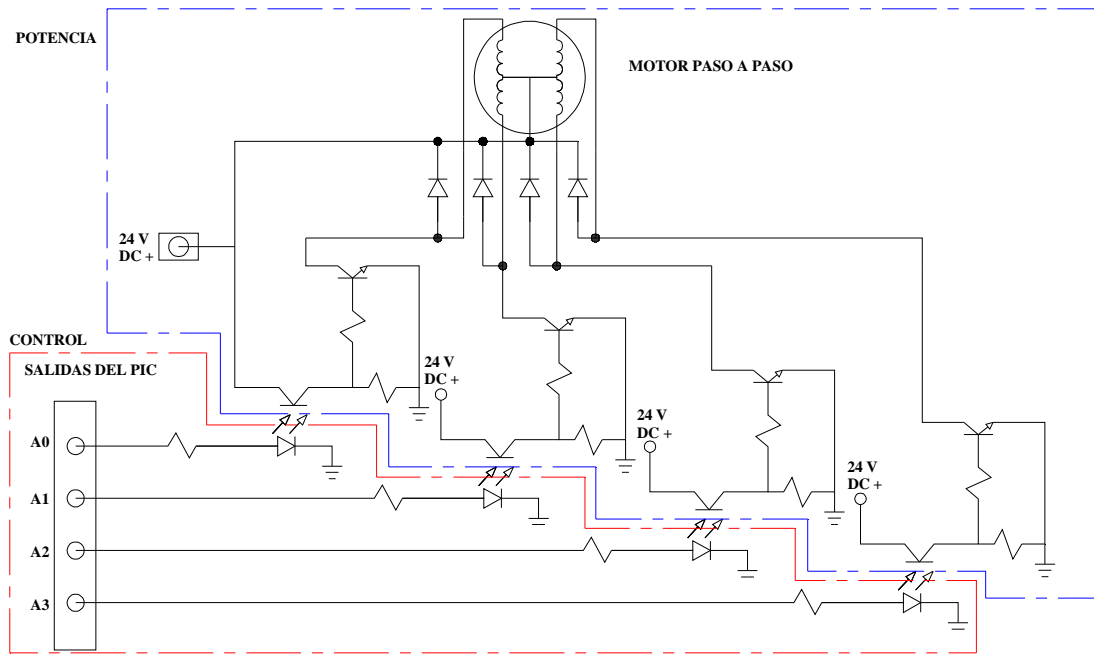 POTENCIA
MOTOR PASO A PASO
24 V
DC +
CONTROL
SALIDAS DEL PIC
24 V
DC +
24 V
DC +
24 V
DC +
A0
A1
A2
A3